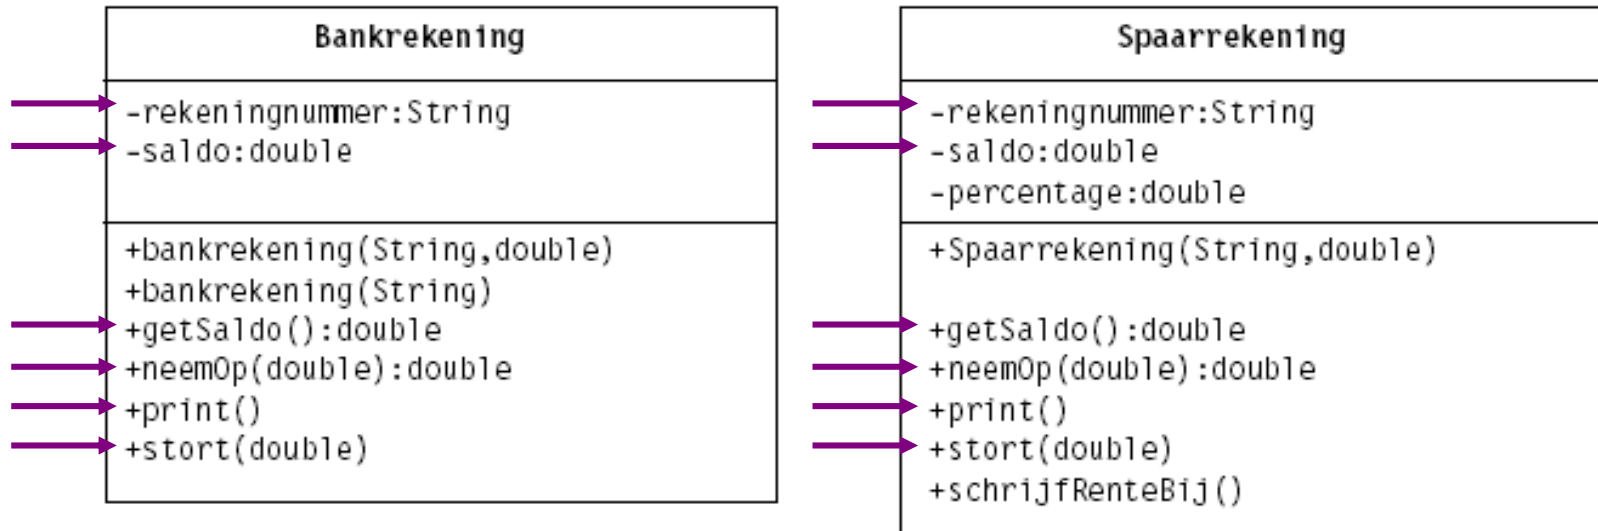 Bankrekening
-rekeningnummer:String
-saldo:double
+bankrekening(String,double)
+bankrekening(String)
+getSaldo():double
+neemOp(double):double
+print()
+stort(double)
Spaarrekening
-rekeningnummer:String
-saldo:double
-percentage:double
+Spaarrekening(String,double)
+getSaldo():double
+neemOp(double):double
+print()
+stort(double)
+schrijfRenteBij()